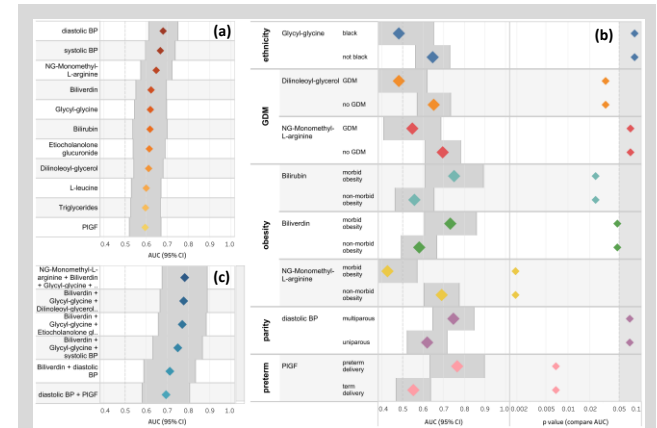 (a)
diastolic BP
systolic BP
NG-Monomethyl-
L-arginine
Biliverdin
Glycyl-glycine
Bilirubin
Etiocholanolone
glucuronide
Dilinoleoyl-glycerol
L-leucine
Triglycerides
PlGF
0.4 0.5 0.6 0.7 0.8 0.9 1.0
AUC (95% CI)
(c)
NG-Monomethyl-L-
arginine + Biliverdin
+ Glycyl-glycine + ..
Biliverdin +
Glycyl-glycine +
Dilinoleoyl-glycerol..
Biliverdin +
Glycyl-glycine +
Etiocholanolone gl..
Biliverdin +
Glycyl-glycine +
systolic BP
Biliverdin + diastolic
BP
diastolic BP + PlGF
0.4 0.5 0.6 0.7 0.8 0.9 1.0
AUC (95% CI)
(b)
ethnicity
Glycyl-glycine
black
not black
GDM
Dilinoleoyl-glycerol
GDM
no GDM
NG-Monomethyl-
L-arginine
GDM
no GDM
obesity
Bilirubin
morbid
obesity
non-morbid
obesity
Biliverdin
morbid
obesity
non-morbid
obesity
NG-Monomethyl-
L-arginine
morbid
obesity
non-morbid
obesity
parity
diastolic BP
multiparous
uniparous
preterm
PlGF
preterm
delivery
term
delivery
0.4 0.5 0.6 0.7 0.8 0.9 1.0
AUC (95% CI)
0.002 0.005 0.01 0.02 0.05 0.1
p value (compare AUC)